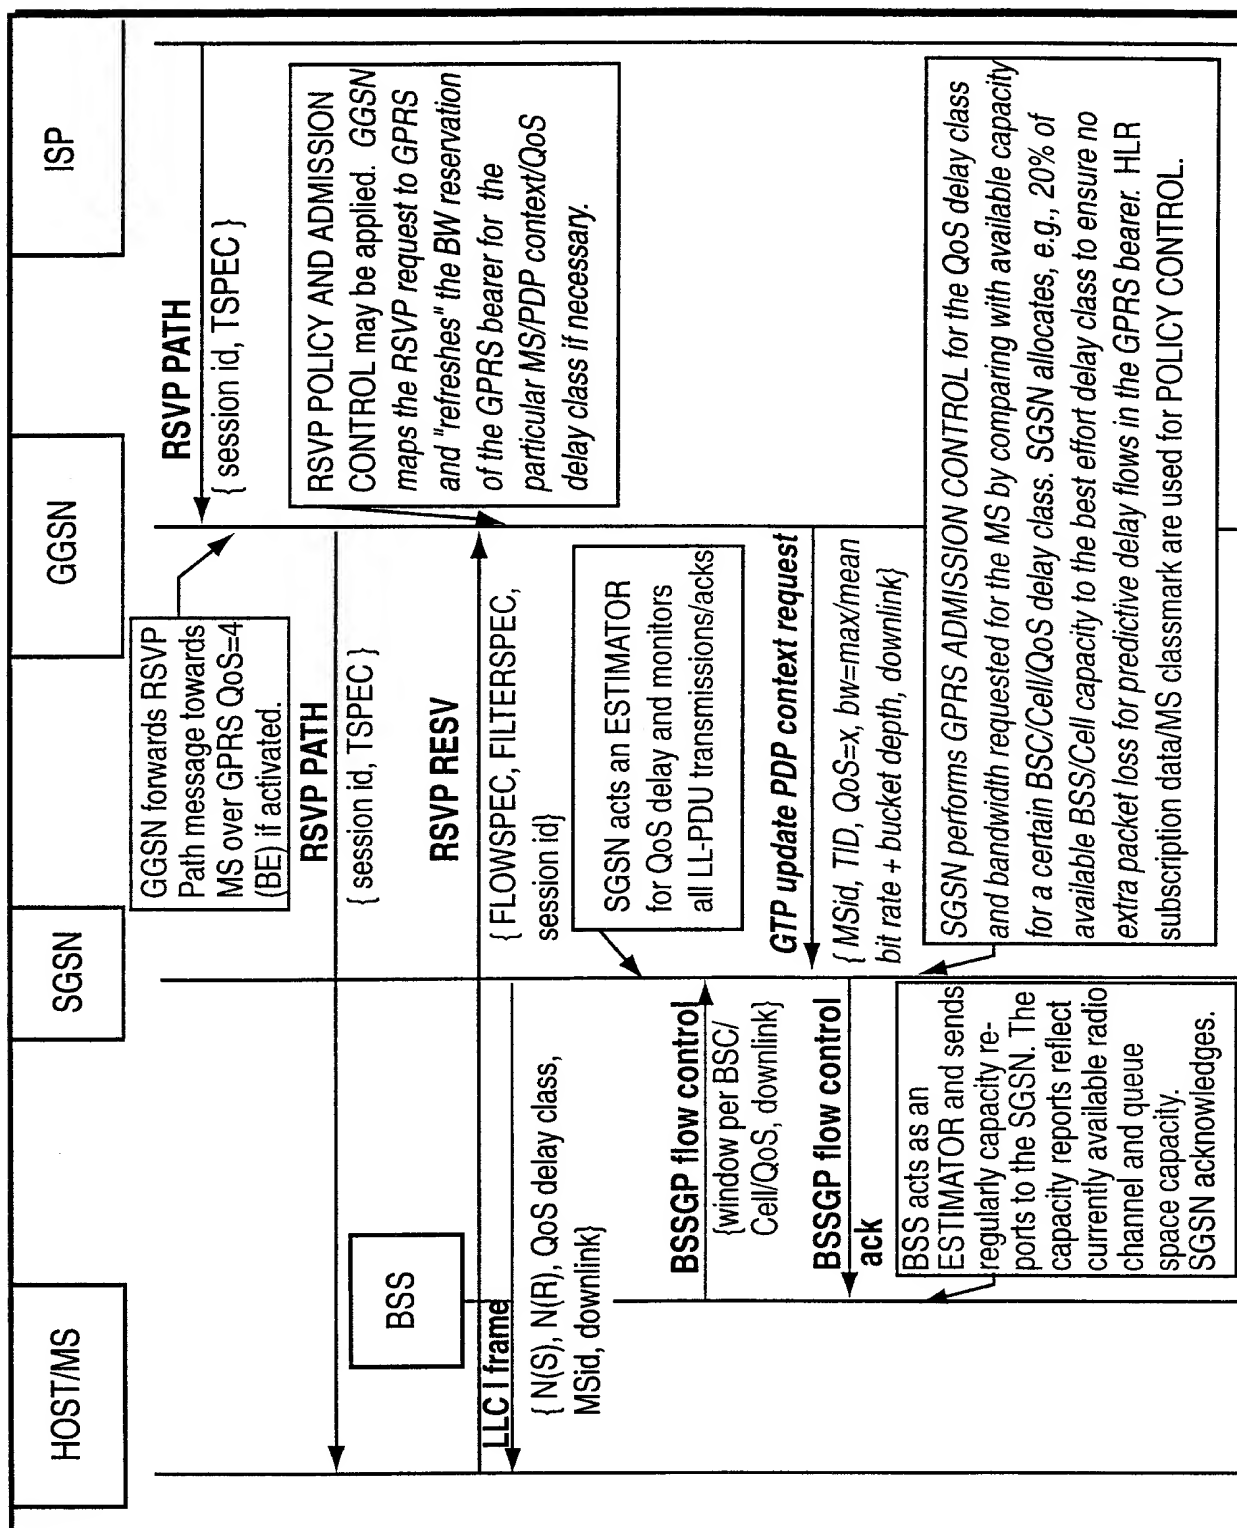 HOST/MS
SGSN
GGSN
ISP
RSVP PATH
{ session id, TSPEC }
GGSN forwards RSVP
Path message towards
MS over GPRS QoS=4
(BE) if activated.
RSVP PATH
{ session id, TSPEC }
RSVP POLICY AND ADMISSION
CONTROL may be applied. GGSN
maps the RSVP request to GPRS
and "refreshes" the BW reservation
of the GPRS bearer for the
particular MS/PDP context/QoS
delay class if necessary.
BSS
RSVP RESV
{ FLOWSPEC, FILTERSPEC,
session id}
LLC I frame
{ N(S), N(R), QoS delay class,
MSid, downlink}
SGSN acts an ESTIMATOR
for QoS delay and monitors
all LL-PDU transmissions/acks
BSSGP flow control
{window per BSC/
Cell/QoS, downlink}
GTP update PDP context request
{ MSid, TID, QoS=x, bw=max/mean
bit rate + bucket depth, downlink}
BSSGP flow control
ack
BSS acts as an
ESTIMATOR and sends
regularly capacity re-
ports to the SGSN. The
capacity reports reflect
currently available radio
channel and queue
space capacity.
SGSN acknowledges.
SGSN performs GPRS ADMISSION CONTROL for the QoS delay class
and bandwidth requested for the MS by comparing with available capacity
for a certain BSC/Cell/QoS delay class. SGSN allocates, e.g., 20% of
available BSS/Cell capacity to the best effort delay class to ensure no
extra packet loss for predictive delay flows in the GPRS bearer. HLR
subscription data/MS classmark are used for POLICY CONTROL.